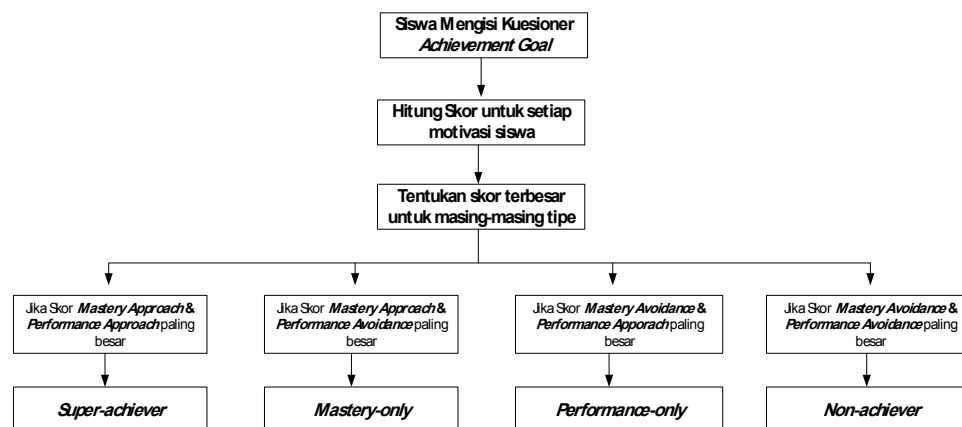 Siswa Mengisi Kuesioner
Achievement Goal
Hitung Skor untuk setiap
motivasi siswa
Tentukan skor terbesar
untuk masing-masing tipe
Jika Skor Mastery Approach &
Performance Approach paling
besar
Jika Skor Mastery Approach &
Performance Avoidance paling
besar
Jika Skor Mastery Avoidance &
Performance Apporach paling
besar
Jika Skor Mastery Avoidance &
Performance Avoidance paling
besar
Super-achiever
Mastery-only
Performance-only
Non-achiever